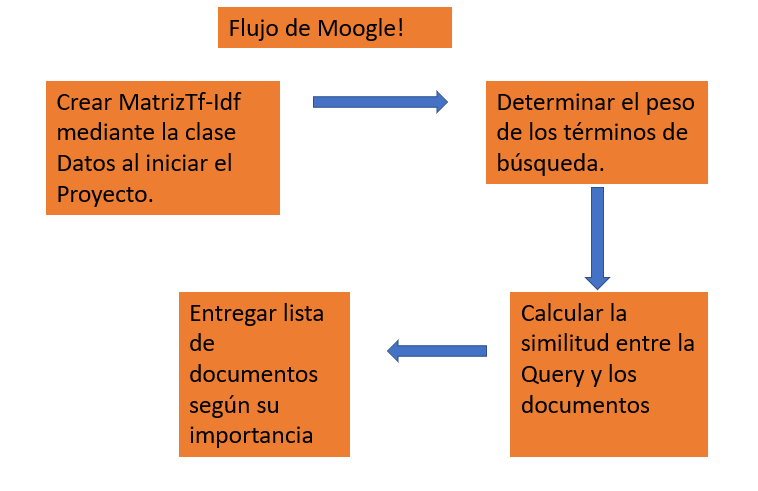 Flujo de Moogle!
Crear MatrizTf-Idf
mediante la clase
Datos al iniciar el
Proyecto.
Determinar el peso
de los términos de
búsqueda.
Calcular la
similitud entre la
Query y los
documentos
Entregar lista
de
documentos
según su
importancia